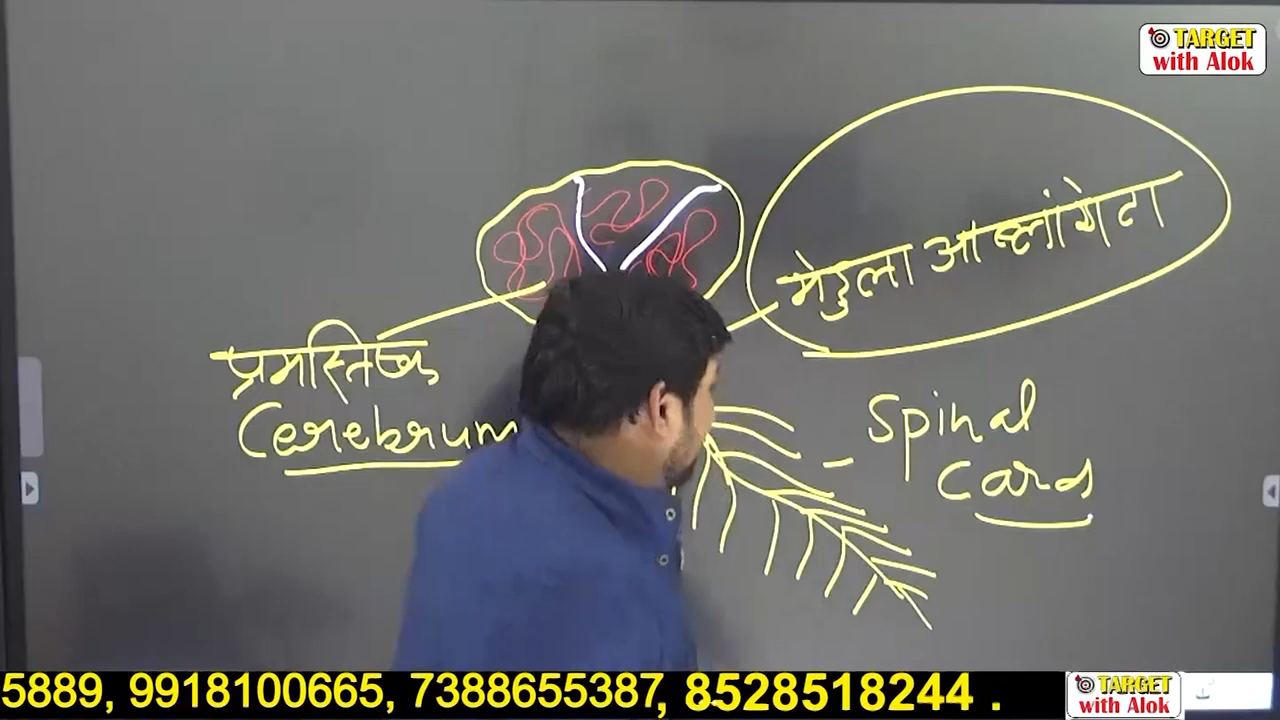 TARGET
with Alok
मेडुला आब्लांगेटा
प्रमस्तिष्क
Cerebrum
Spinal
Card
5889, 9918100665, 7388655387, 8528518244 .
TARGET
with Alok